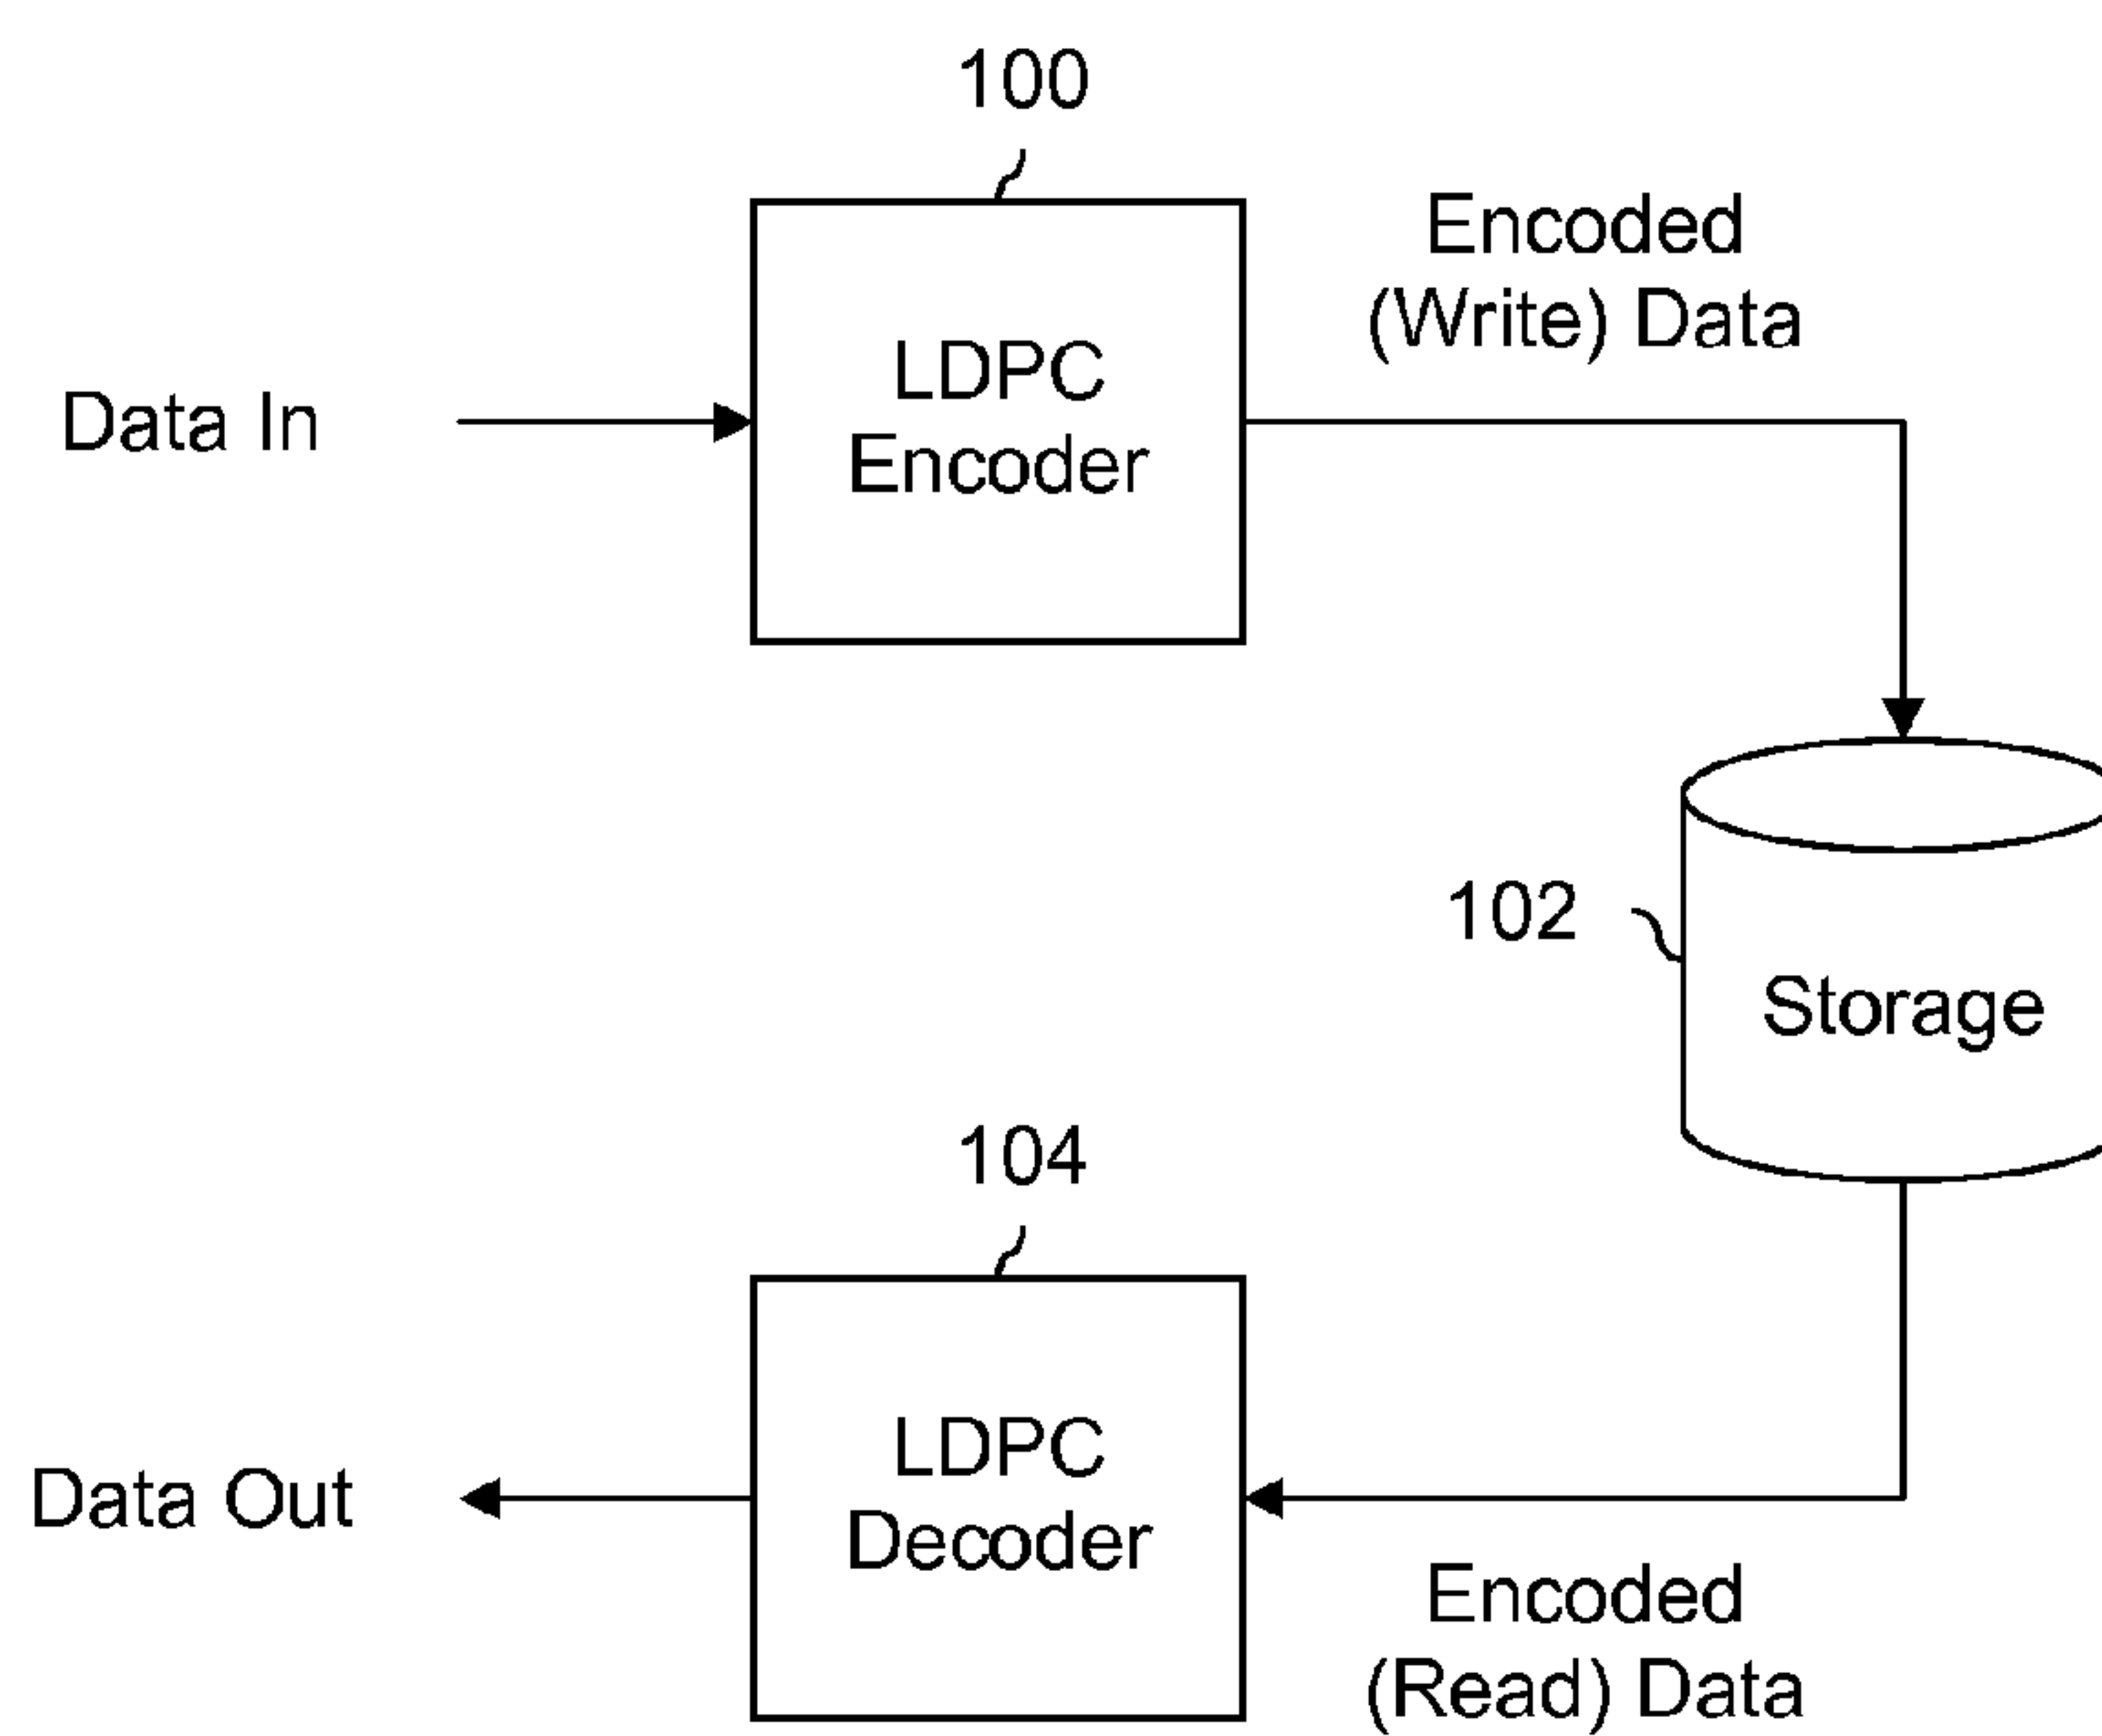 100
Encoded
(Write) Data
LDPC
Encoder
Data In
102
Storage
104
LDPC
Decoder
Data Out
Encoded
(Read) Data